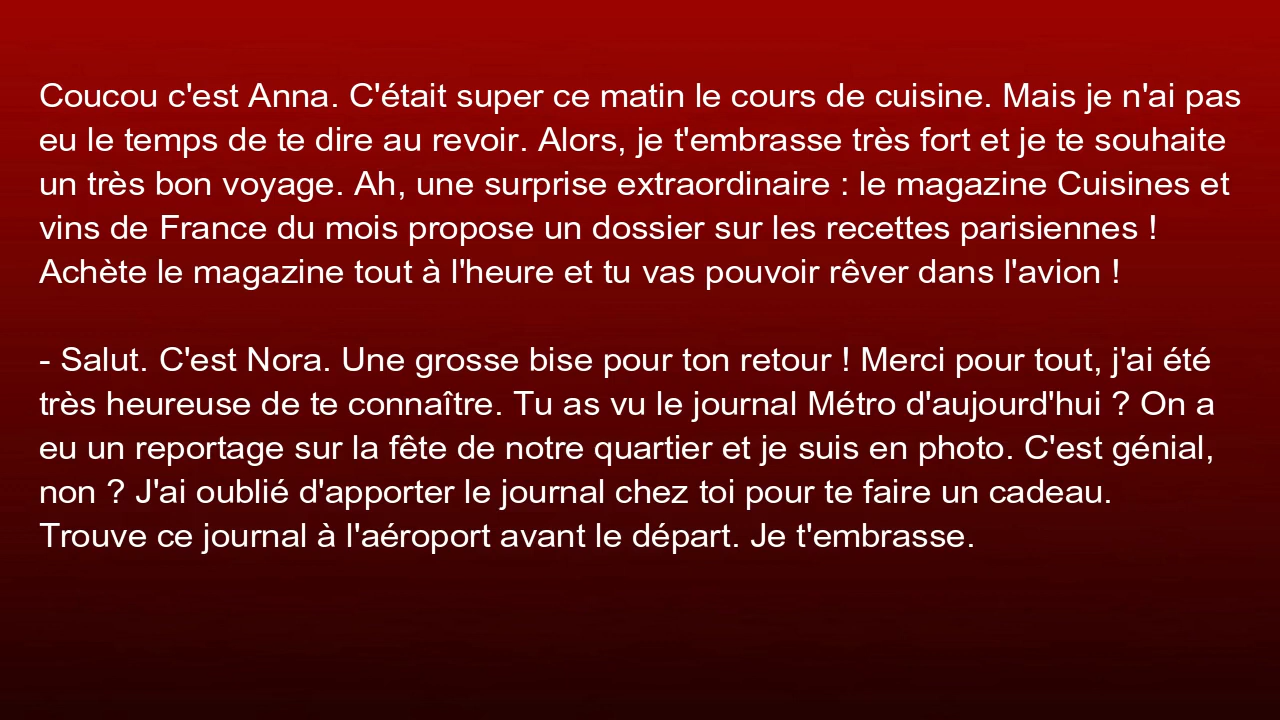 Coucou c'est Anna. C'était super ce matin le cours de cuisine. Mais je n'ai pas
eu le temps de te dire au revoir. Alors, je t'embrasse très fort et je te souhaite
un très bon voyage. Ah, une surprise extraordinaire : le magazine Cuisines et
vins de France du mois propose un dossier sur les recettes parisiennes !
Achète le magazine tout à l'heure et tu vas pouvoir rêver dans l'avion !
- Salut. C'est Nora. Une grosse bise pour ton retour ! Merci pour tout, j'ai été
très heureuse de te connaître. Tu as vu le journal Métro d'aujourd'hui ? On a
eu un reportage sur la fête de notre quartier et je suis en photo. C'est génial,
non ? J'ai oublié d'apporter le journal chez toi pour te faire un cadeau.
Trouve ce journal à l'aéroport avant le départ. Je t'embrasse.